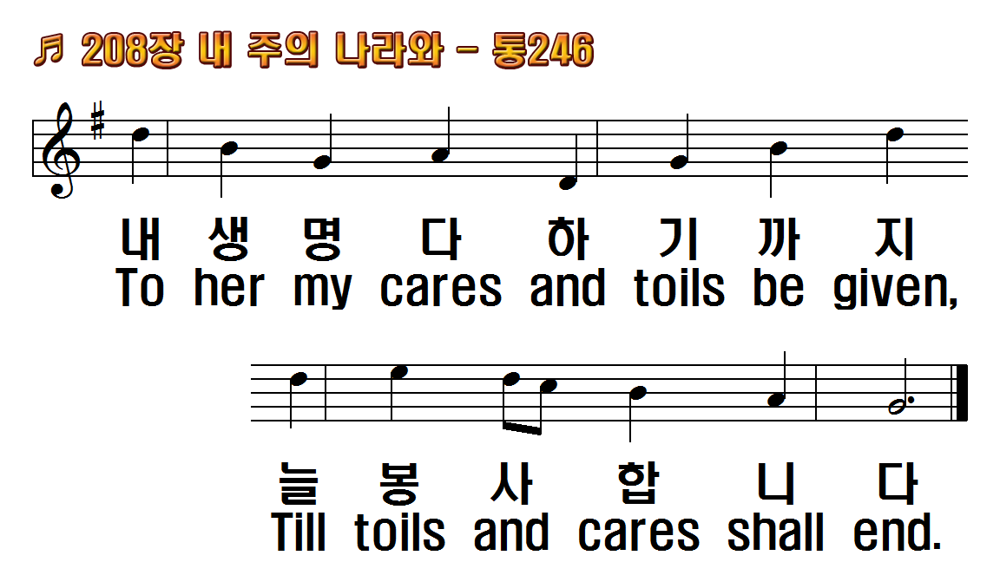 208장 내 주의 나라와 - 통246
내 생 명 다 하 기 까 지
To her my cares and toils be given,
늘 봉 사 합 니 다
Till toils and cares shall end.